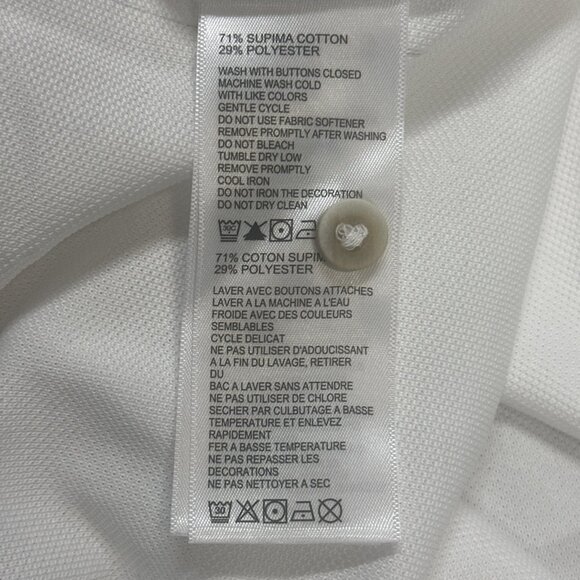 71% SUPIMA COTTON
29% POLYESTER
WASH WITH BUTTONS CLOSED
MACHINE WASH COLD
WITH LIKE COLORS
GENTLE CYCLE
DO NOT USE FABRIC SOFTENER
REMOVE PROMPTLY AFTER WASHING
DO NOT BLEACH
TUMBLE DRY LOW
REMOVE PROMPTLY
COOL IRON
DO NOT IRON THE DECORATION
DO NOT DRY CLEAN
30C
71% COTON
29% POLYESTER
LAVER AVEC BOUTONS ATTACHES
LAVER A LA MACHINE A L'EAU
FROIDE AVEC DES COULEURS
SEMBLABLES
CYCLE DELICAT
NE PAS UTILISER D'ADOUCISSANT
A LA FIN DU LAVAGE, RETIRER
DU
BAC A LAVER SANS ATTENDRE
NE PAS UTILISER DE CHLORE
SECHER PAR CULBUTAGE A BASSE
TEMPERATURE ET ENLEVEZ
RAPIDEMENT
FER A BASSE TEMPERATURE
NE PAS REPASSER LES
DECORATIONS
NE PAS NETTOYER A SEC
30